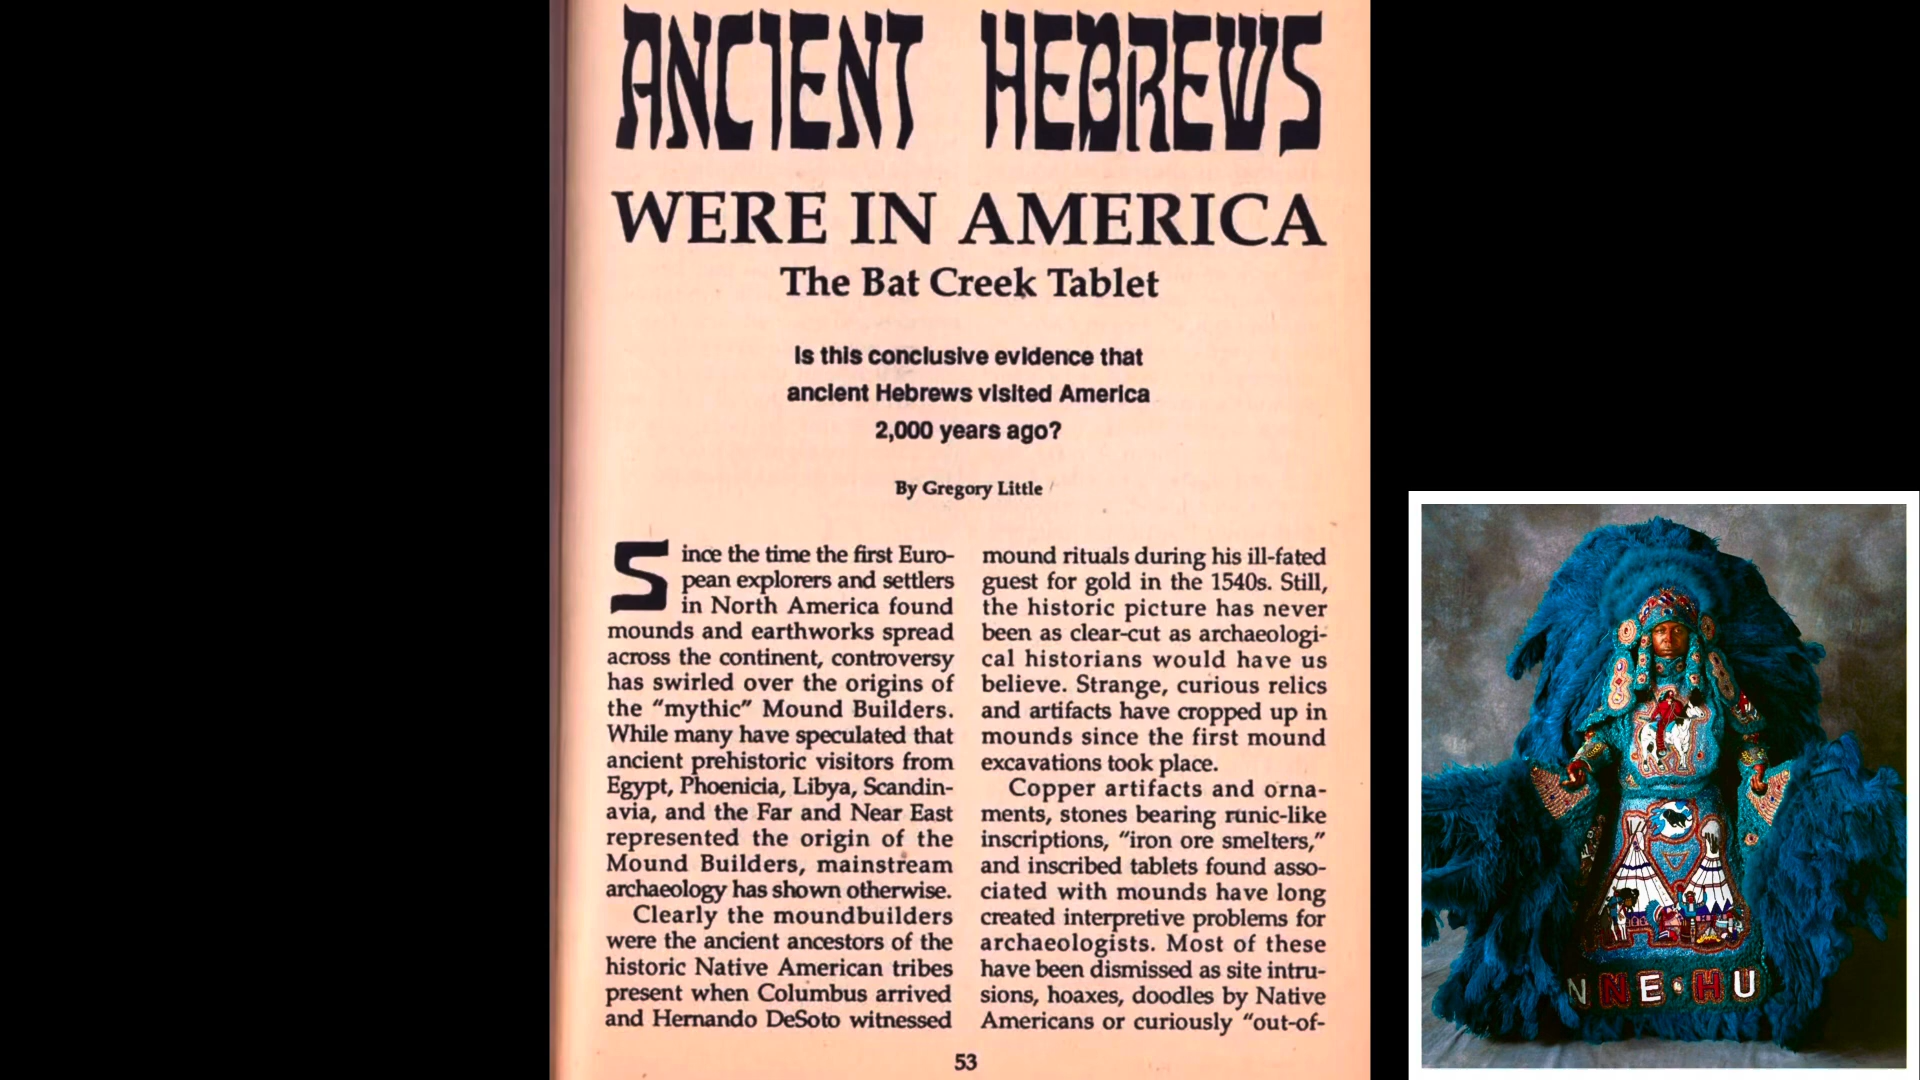 ANCIENT HEBREWS
WERE IN AMERICA
The Bat Creek Tablet
Is this conclusive evidence that
ancient Hebrews visited America
2,000 years ago?
By Gregory Little
Since the time the first Euro-
pean explorers and settlers
in North America found
mounds and earthworks spread
across the continent, controversy
has swirled over the origins of
the "mythic" Mound Builders.
While many have speculated that
ancient prehistoric visitors from
Egypt, Phoenicia, Libya, Scandin-
avia, and the Far and Near East
represented the origin of the
Mound Builders, mainstream
archaeology has shown otherwise.
Clearly the moundbuilders
were the ancient ancestors of the
historic Native American tribes
present when Columbus arrived
and Hernando DeSoto witnessed
mound rituals during his ill-fated
guest for gold in the 1540s. Still,
the historic picture has never
been as clear-cut as archaeologi-
cal historians would have us
believe. Strange, curious relics
and artifacts have cropped up in
mounds since the first mound
excavations took place.
Copper artifacts and orna-
ments, stones bearing runic-like
inscriptions, "iron ore smelters,"
and inscribed tablets found asso-
ciated with mounds have long
created interpretive problems for
archaeologists. Most of these
have been dismissed as site intru-
sions, hoaxes, doodles by Native
Americans or curiously "out-of-
53
NNE·HU